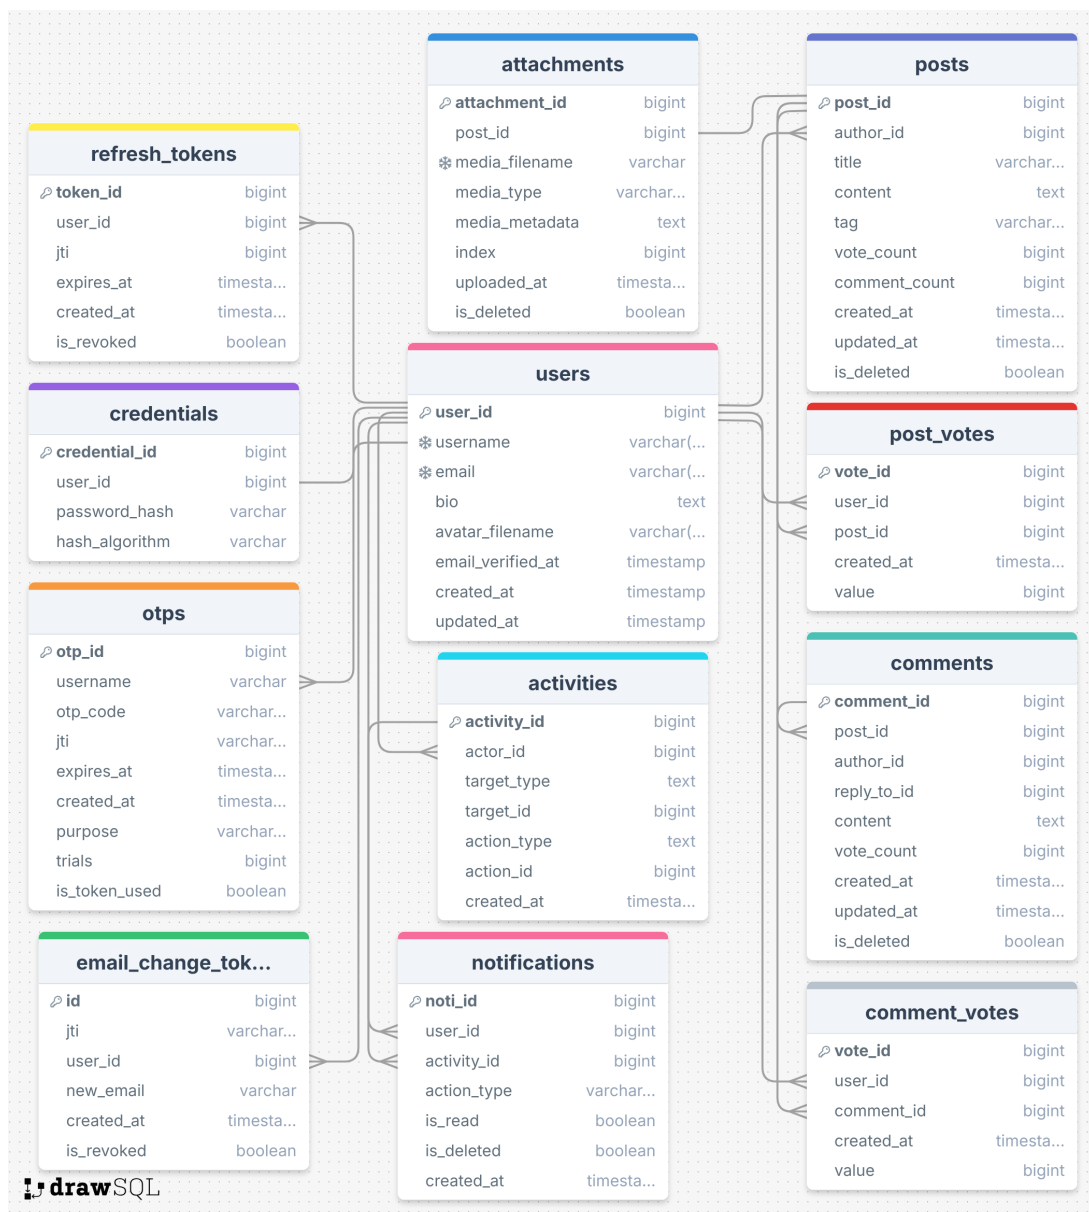 attachments
attachment_id bigint
post_id bigint
media_filename varchar
media_type varchar...
media_metadata text
index bigint
uploaded_at timesta...
is_deleted boolean
posts
post_id bigint
author_id bigint
title varchar...
content text
tag varchar...
vote_count bigint
comment_count bigint
created_at timesta...
updated_at timesta...
is_deleted boolean
refresh_tokens
token_id bigint
user_id bigint
jti bigint
expires_at timesta...
created_at timesta...
is_revoked boolean
users
user_id bigint
username varchar(...
email varchar(...
bio text
avatar_filename varchar(...
email_verified_at timestamp
created_at timestamp
updated_at timestamp
credentials
credential_id bigint
user_id bigint
password_hash varchar
hash_algorithm varchar
post_votes
vote_id bigint
user_id bigint
post_id bigint
created_at timesta...
value bigint
otps
otp_id bigint
username varchar
otp_code varchar...
jti varchar...
expires_at timesta...
created_at timesta...
purpose varchar...
trials bigint
is_token_used boolean
activities
activity_id bigint
actor_id bigint
target_type text
target_id bigint
action_type text
action_id bigint
created_at timesta...
comments
comment_id bigint
post_id bigint
author_id bigint
reply_to_id bigint
content text
vote_count bigint
created_at timesta...
updated_at timesta...
is_deleted boolean
email_change_tok...
id bigint
jti varchar...
user_id bigint
new_email varchar
created_at timesta...
is_revoked boolean
notifications
noti_id bigint
user_id bigint
activity_id bigint
action_type varchar...
is_read boolean
is_deleted boolean
created_at timesta...
comment_votes
vote_id bigint
user_id bigint
comment_id bigint
created_at timesta...
value bigint
drawSQL